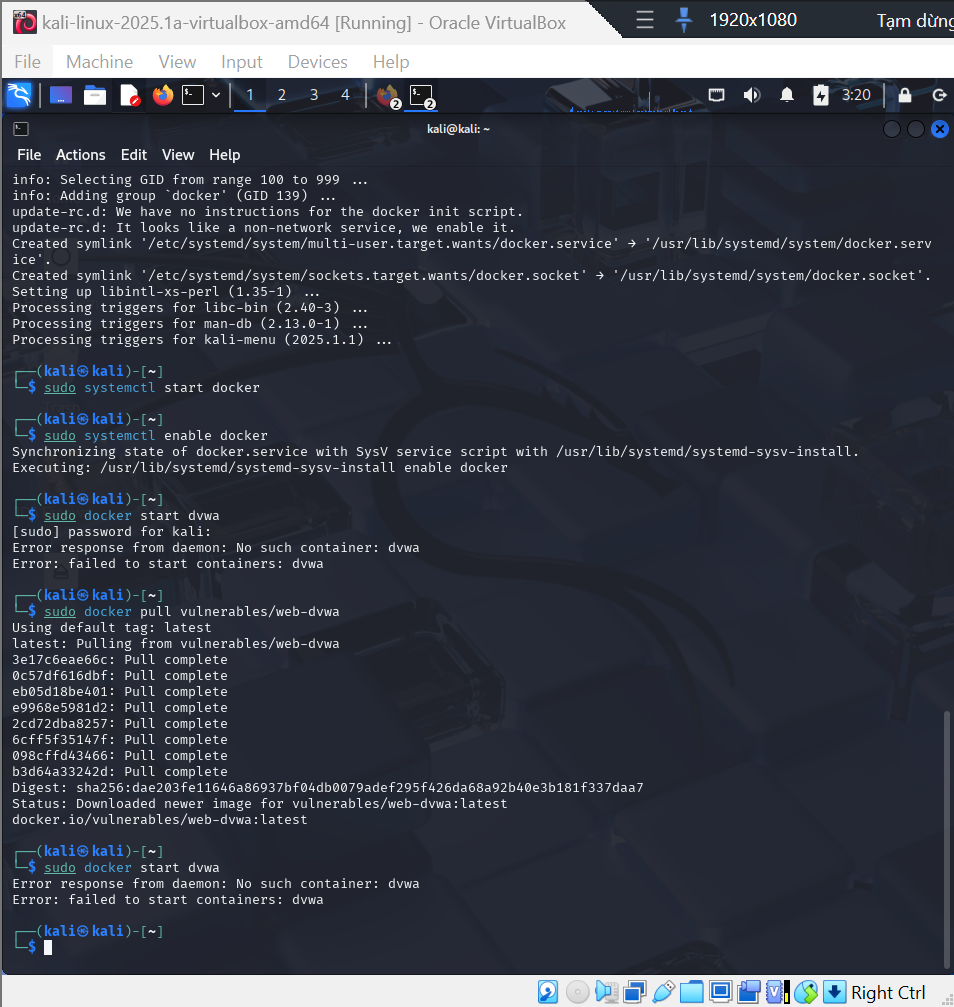 kali-linux-2025.1a-virtualbox-amd64 [Running] - Oracle VirtualBox
1920x1080
Tạm dừng
File Machine View Input Devices Help
1 2 3 4 2 2 3:20
kali@kali: ~
File Actions Edit View Help
info: Selecting GID from range 100 to 999 ...
info: Adding group `docker' (GID 139) ...
update-rc.d: We have no instructions for the docker init script.
update-rc.d: It looks like a non-network service, we enable it.
Created symlink '/etc/systemd/system/multi-user.target.wants/docker.service' → '/usr/lib/systemd/system/docker.serv
ice'.
Created symlink '/etc/systemd/system/sockets.target.wants/docker.socket' → '/usr/lib/systemd/system/docker.socket'.
Setting up libintl-xs-perl (1.35-1) ...
Processing triggers for libc-bin (2.40-3) ...
Processing triggers for man-db (2.13.0-1) ...
Processing triggers for kali-menu (2025.1.1) ...
┌──(kali㉿kali)-[~]
└─$ sudo systemctl start docker
┌──(kali㉿kali)-[~]
└─$ sudo systemctl enable docker
Synchronizing state of docker.service with SysV service script with /usr/lib/systemd/systemd-sysv-install.
Executing: /usr/lib/systemd/systemd-sysv-install enable docker
┌──(kali㉿kali)-[~]
└─$ sudo docker start dvwa
[sudo] password for kali:
Error response from daemon: No such container: dvwa
Error: failed to start containers: dvwa
┌──(kali㉿kali)-[~]
└─$ sudo docker pull vulnerables/web-dvwa
Using default tag: latest
latest: Pulling from vulnerables/web-dvwa
3e17c6eae66c: Pull complete
0c57df616dbf: Pull complete
eb05d18be401: Pull complete
e9968e5981d2: Pull complete
2cd72dba8257: Pull complete
6cff5f35147f: Pull complete
098cffd43466: Pull complete
b3d64a33242d: Pull complete
Digest: sha256:dae203fe11646a86937bf04db0079adef295f426da68a92b40e3b181f337daa7
Status: Downloaded newer image for vulnerables/web-dvwa:latest
docker.io/vulnerables/web-dvwa:latest
┌──(kali㉿kali)-[~]
└─$ sudo docker start dvwa
Error response from daemon: No such container: dvwa
Error: failed to start containers: dvwa
┌──(kali㉿kali)-[~]
└─$
Right Ctrl